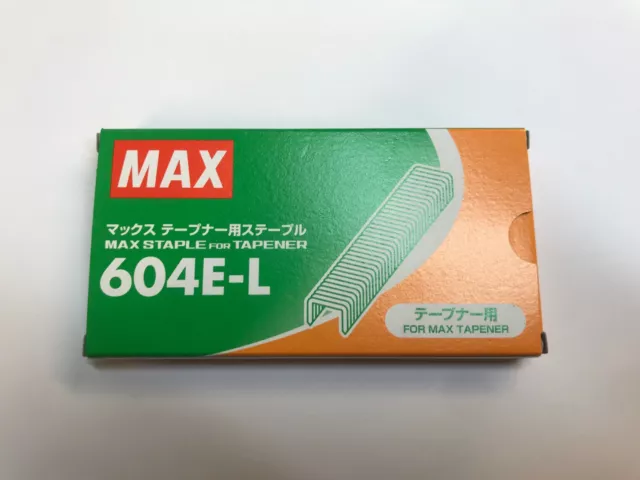 MAX
マックス テープナー用ステープル
MAX STAPLE FOR TAPENER
604E-L
テープナー用
FOR MAX TAPENER